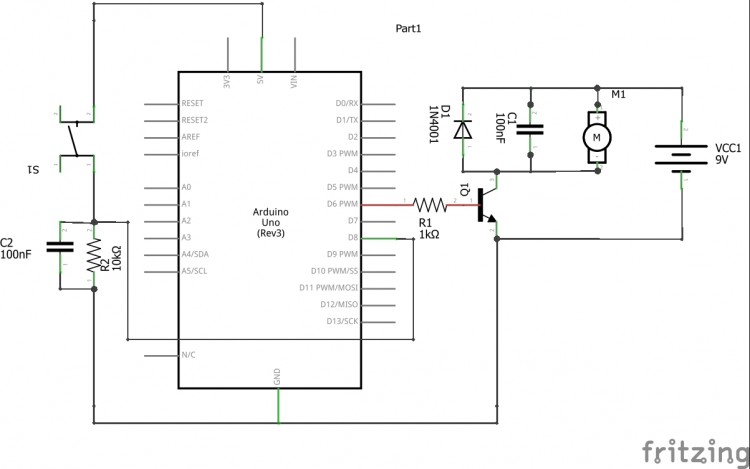 Part1
3V3
5V
VIN
RESET
RESET2
AREF
ioref
A0
A1
A2
A3
A4/SDA
A5/SCL
N/C
Arduino
Uno
(Rev3)
GND
D0/RX
D1/TX
D2
D3 PWM
D4
D5 PWM
D6 PWM
D7
D8
D9 PWM
D10 PWM/SS
D11 PWM/MOSI
D12/MISO
D13/SCK
S1
C2
100nF
R2
10kΩ
R1
1kΩ
Q1
D1
1N4001
C1
100nF
M1
M
VCC1
9V
fritzing